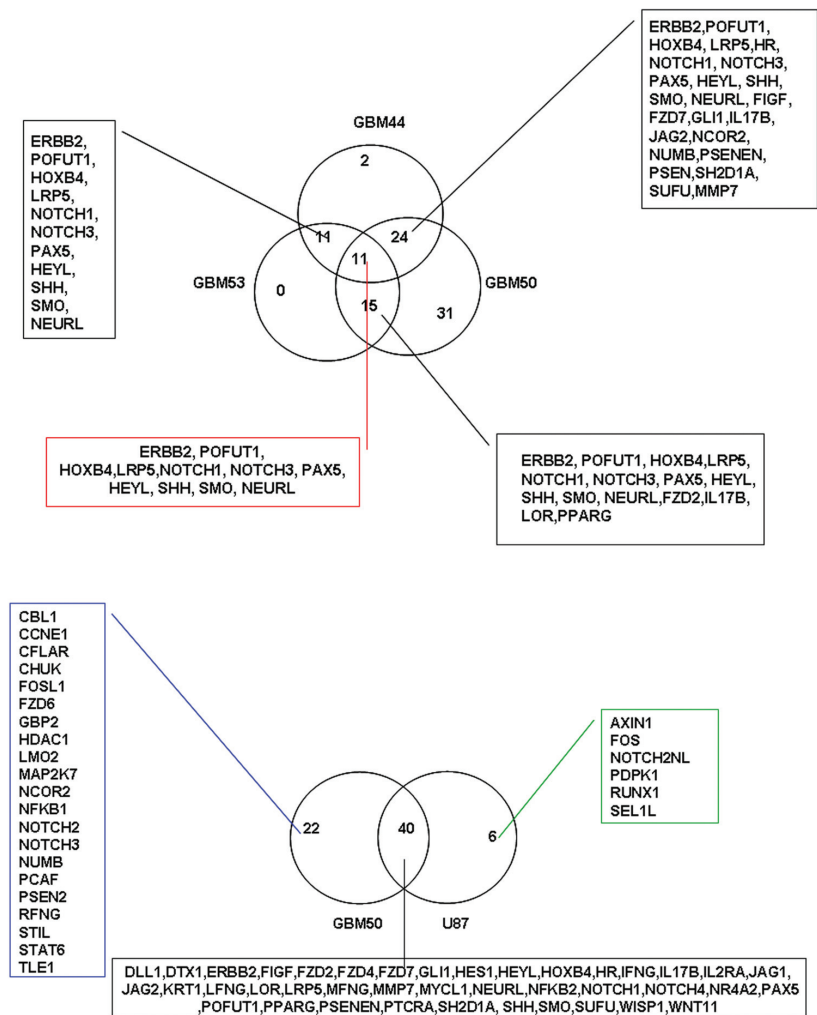 ERBB2,POFUT1,
HOXB4, LRP5,HR,
NOTCH1, NOTCH3,
PAX5, HEYL, SHH,
SMO, NEURL, FIGF,
FZD7,GLI1,IL17B,
JAG2,NCOR2,
NUMB,PSENEN,
PSEN,SH2D1A,
SUFU,MMP7
GBM44
2
ERBB2,
POFUT1,
HOXB4,
LRP5,
NOTCH1,
NOTCH3,
PAX5,
HEYL,
SHH,
SMO,
NEURL
11
24
11
GBM53
0
15
31
GBM50
ERBB2, POFUT1,
HOXB4,LRP5,NOTCH1, NOTCH3, PAX5,
HEYL, SHH, SMO, NEURL
ERBB2, POFUT1, HOXB4,LRP5,
NOTCH1, NOTCH3, PAX5, HEYL,
SHH, SMO, NEURL,FZD2,IL17B,
LOR,PPARG
CBL1
CCNE1
CFLAR
CHUK
FOSL1
FZD6
GBP2
HDAC1
LMO2
MAP2K7
NCOR2
NFKB1
NOTCH2
NOTCH3
NUMB
PCAF
PSEN2
RFNG
STIL
STAT6
TLE1
AXIN1
FOS
NOTCH2NL
PDPK1
RUNX1
SEL1L
22
40
6
GBM50
U87
DLL1,DTX1,ERBB2,FIGF,FZD2,FZD4,FZD7,GLI1,HES1,HEYL,HOXB4,HR,IFNG,IL17B,IL2RA,JAG1,
JAG2,KRT1,LFNG,LOR,LRP5,MFNG,MMP7,MYCL1,NEURL,NFKB2,NOTCH1,NOTCH4,NR4A2,PAX5
,POFUT1,PPARG,PSENEN,PTCRA,SH2D1A, SHH,SMO,SUFU,WISP1,WNT11